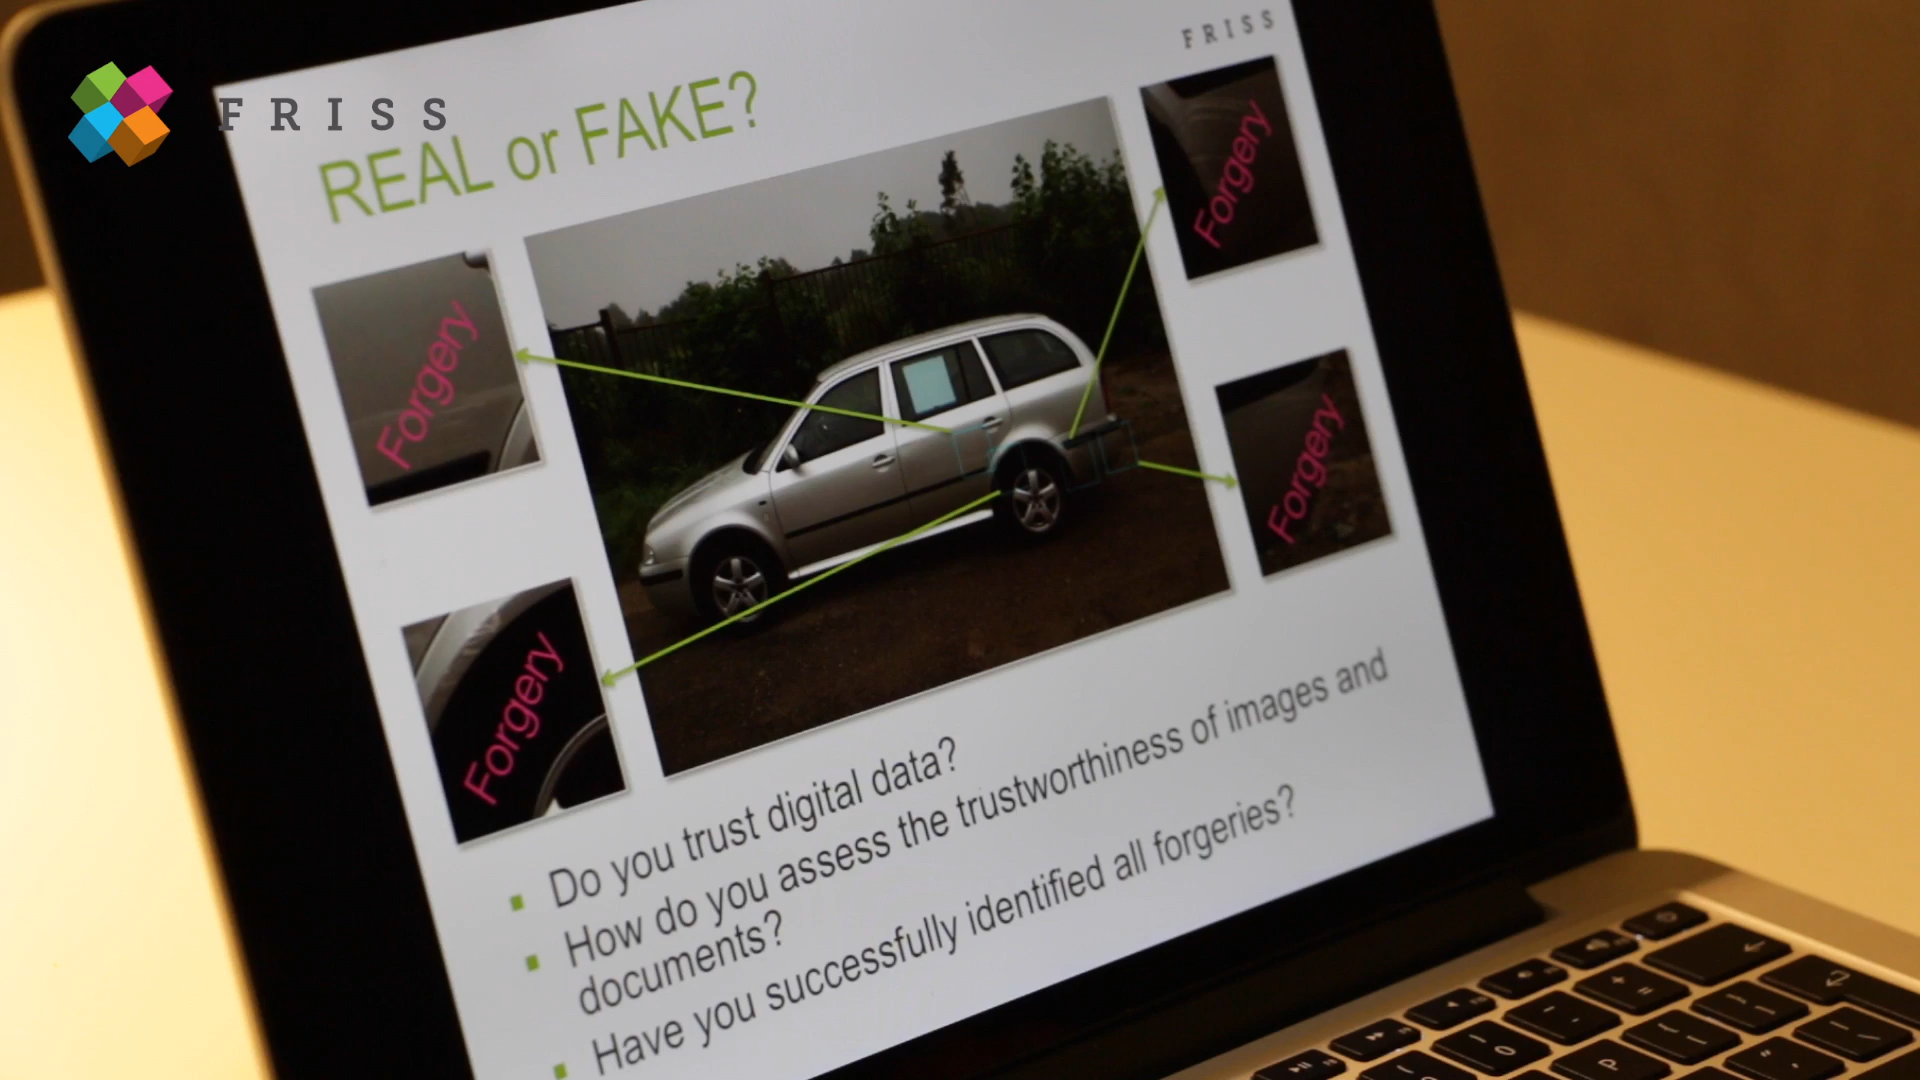 FRISS
FRISS
REAL or FAKE?
Forgery
Forgery
Forgery
Forgery
Do you trust digital data?
How do you assess the trustworthiness of images and
documents?
Have you successfully identified all forgeries?
P